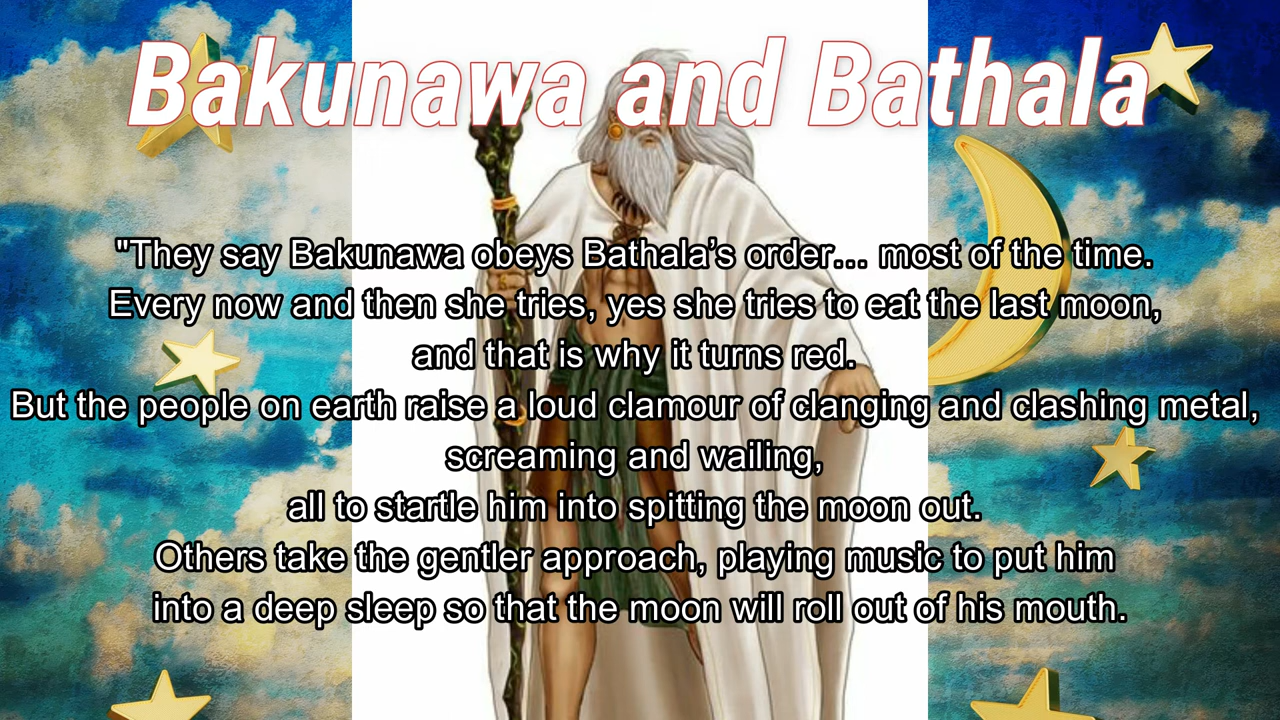 Bakunawa and Bathala
"They say Bakunawa obeys Bathala’s order... most of the time.
Every now and then she tries, yes she tries to eat the last moon,
and that is why it turns red.
But the people on earth raise a loud clamour of clanging and clashing metal,
screaming and wailing,
all to startle him into spitting the moon out.
Others take the gentler approach, playing music to put him
into a deep sleep so that the moon will roll out of his mouth.